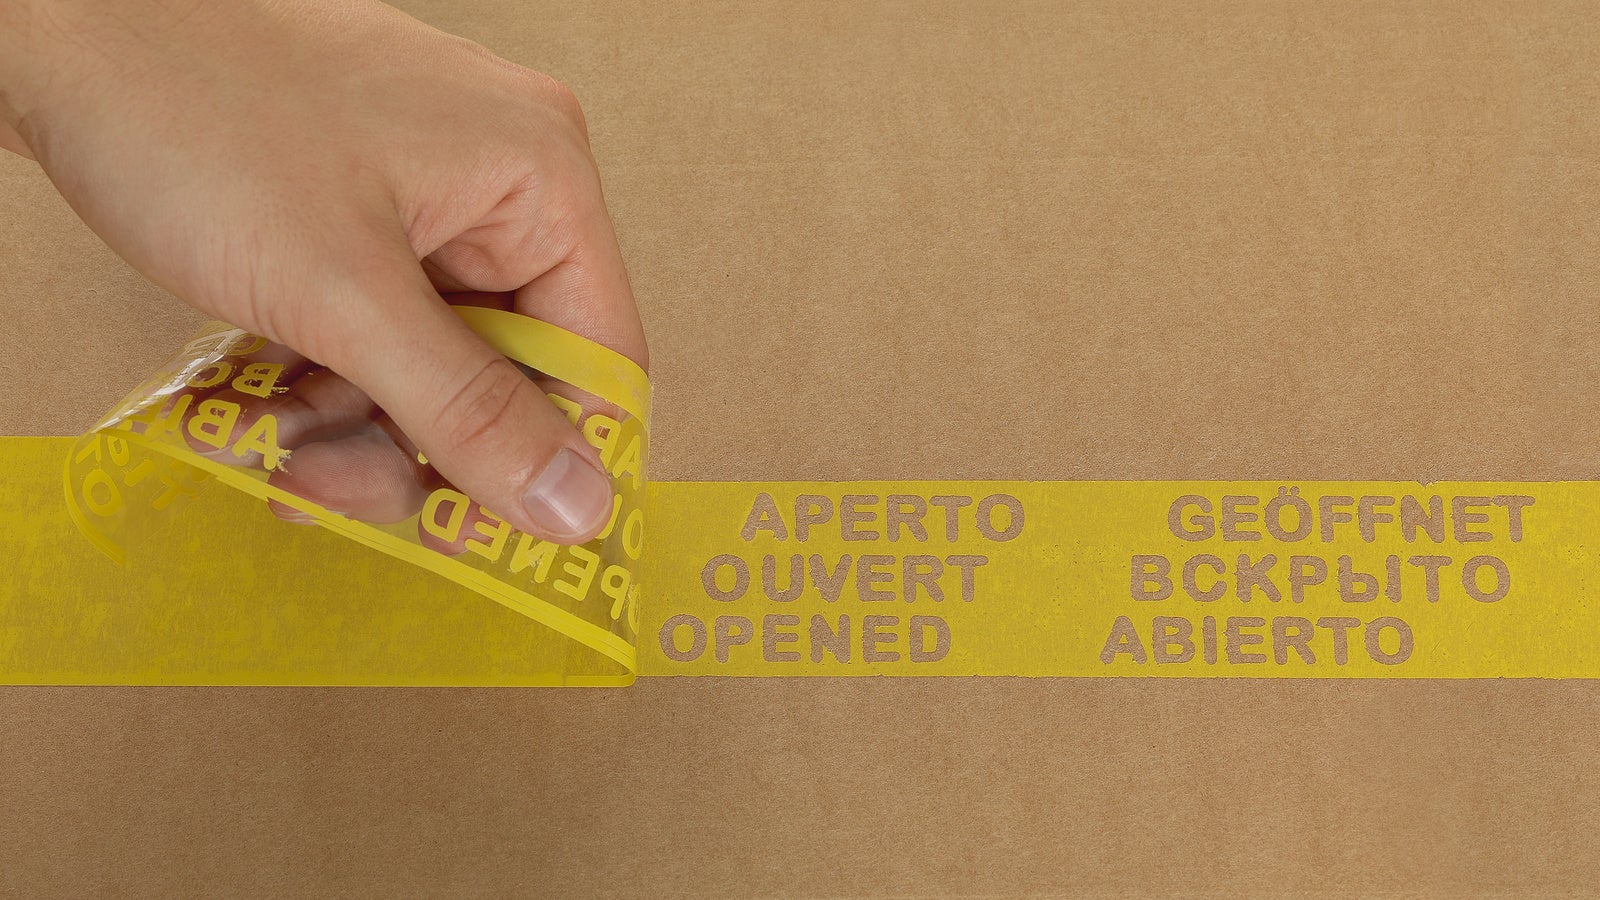 APERTO GEÖFFNET
OUVERT ВСКРЫТО
OPENED ABIERTO